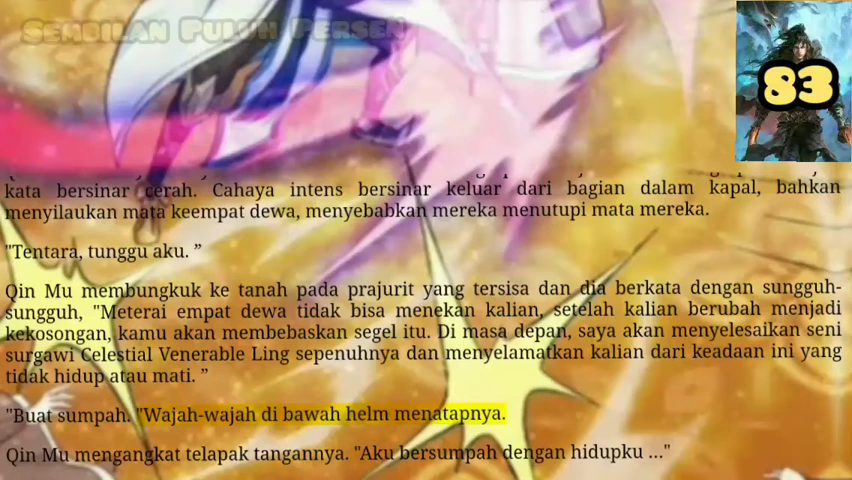 SEMBILAN PULUH PERSEN
83
kata bersinar cerah. Cahaya intens bersinar keluar dari bagian dalam kapal, bahkan
menyilaukan mata keempat dewa, menyebabkan mereka menutupi mata mereka.
"Tentara, tunggu aku. ”
Qin Mu membungkuk ke tanah pada prajurit yang tersisa dan dia berkata dengan sungguh-
sungguh, "Meterai empat dewa tidak bisa menekan kalian, setelah kalian berubah menjadi
kekosongan, kamu akan membebaskan segel itu. Di masa depan, saya akan menyelesaikan seni
surgawi Celestial Venerable Ling sepenuhnya dan menyelamatkan kalian dari keadaan ini yang
tidak hidup atau mati. ”
"Buat sumpah. "Wajah-wajah di bawah helm menatapnya.
Qin Mu mengangkat telapak tangannya. "Aku bersumpah dengan hidupku ..."